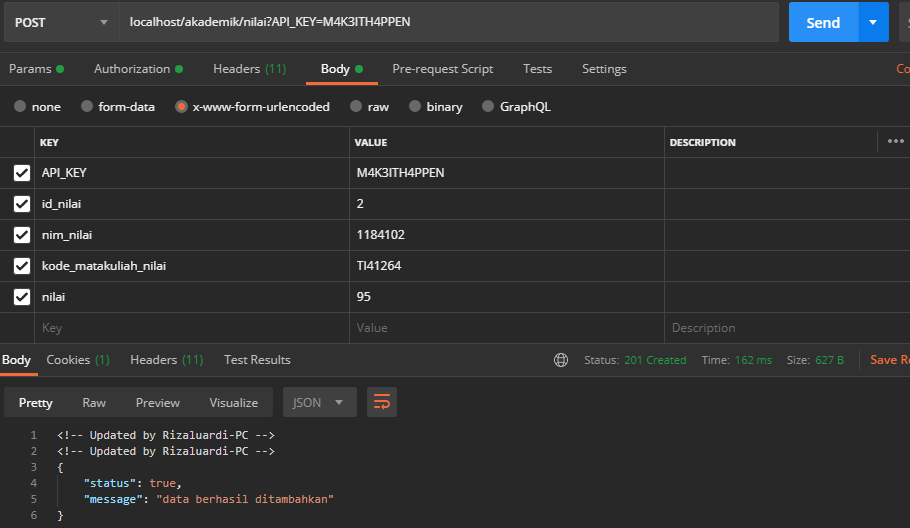 POST localhost/akademik/nilai?API_KEY=M4K3ITH4PPEN Send
Params Authorization Headers (11) Body Pre-request Script Tests Settings Co
none form-data x-www-form-urlencoded raw binary GraphQL
KEY VALUE DESCRIPTION
API_KEY M4K3ITH4PPEN
id_nilai 2
nim_nilai 1184102
kode_matakuliah_nilai TI41264
nilai 95
Key Value Description
Body Cookies (1) Headers (11) Test Results Status: 201 Created Time: 162 ms Size: 627 B Save Re
Pretty Raw Preview Visualize JSON
1 <!-- Updated by Rizaluardi-PC -->
2 <!-- Updated by Rizaluardi-PC -->
3 {
4 "status": true,
5 "message": "data berhasil ditambahkan"
6 }